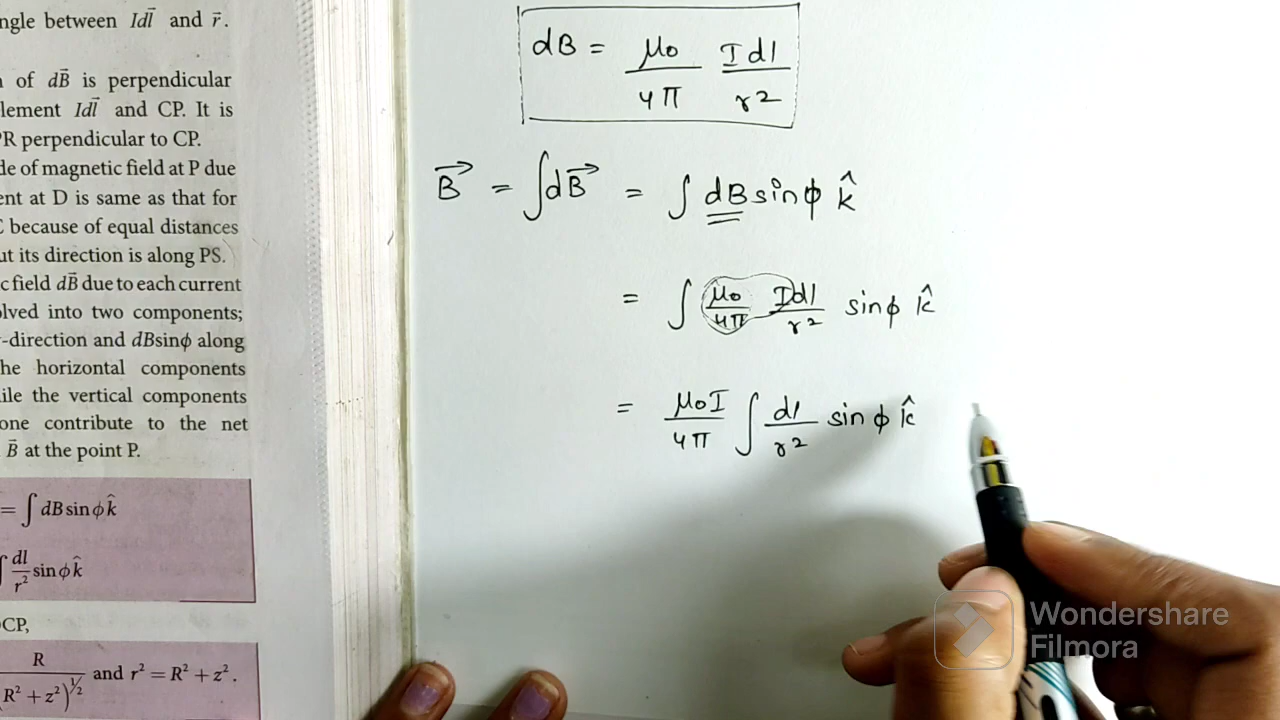 ngle between Idl⃗ and r⃗.
of dB⃗ is perpendicular
lement Idl⃗ and CP. It is
PR perpendicular to CP.
de of magnetic field at P due
ent at D is same as that for
C because of equal distances
ut its direction is along PS.
c field dB⃗ due to each current
olved into two components;
-direction and dBsinϕ along
he horizontal components
ile the vertical components
one contribute to the net
B⃗ at the point P.
= ∫ dB sinϕ k̂
∫ dl/r² sinϕ k̂
OCP,
R/(R² + z²)^½ and r² = R² + z².
dB = μ₀/4π Idl/r²
B⃗ = ∫dB⃗ = ∫ dB sinϕ k̂
= ∫ μ₀/4π Idl/r² sinϕ k̂
= μ₀I/4π ∫ dl/r² sinϕ k̂
Wondershare
Filmora